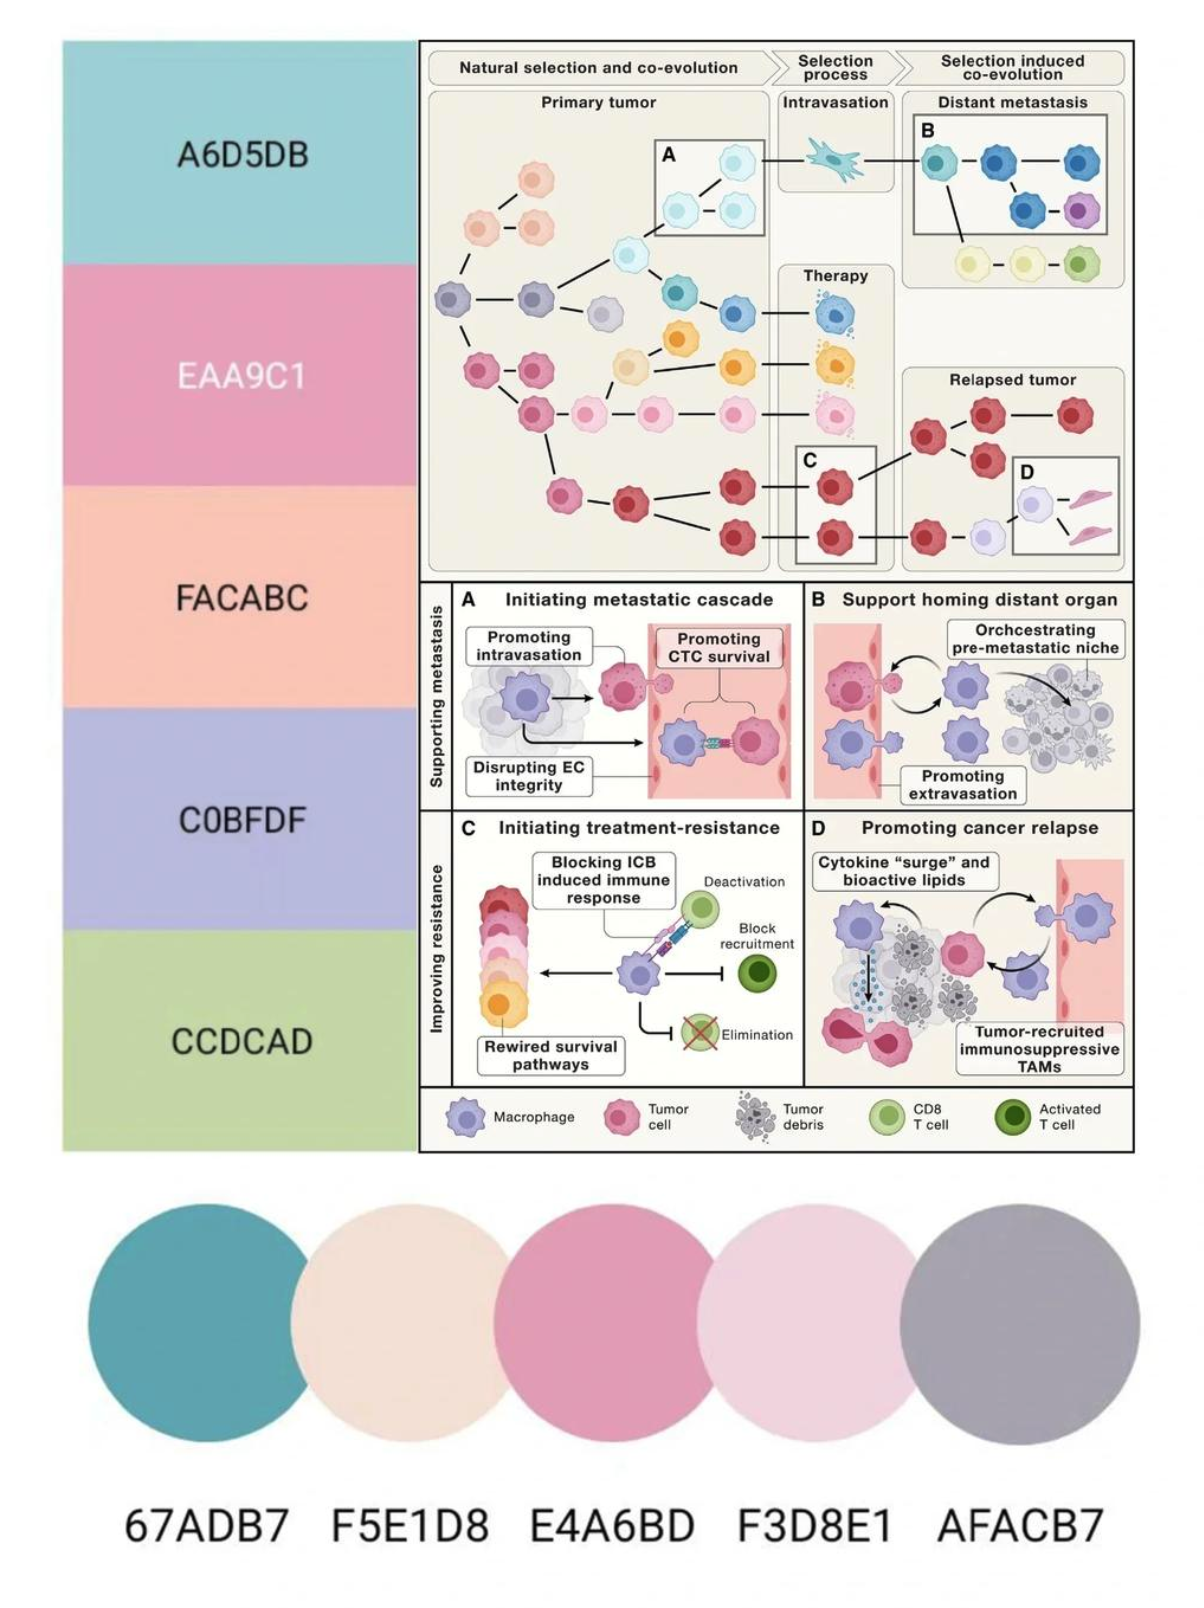 A6D5DB
EAA9C1
FACABC
C0BFDF
CCDCAD
Natural selection and co-evolution
Selection
process
Selection induced
co-evolution
Primary tumor
Intravasation
Distant metastasis
A
B
Therapy
Relapsed tumor
C
D
Supporting metastasis
A Initiating metastatic cascade
Promoting
intravasation
Promoting
CTC survival
Disrupting EC
integrity
B Support homing distant organ
Orchcestrating
pre-metastatic niche
Promoting
extravasation
Improving resistance
C Initiating treatment-resistance
Blocking ICB
induced immune
response
Deactivation
Block
recruitment
Elimination
Rewired survival
pathways
D Promoting cancer relapse
Cytokine “surge” and
bioactive lipids
Tumor-recruited
immunosuppressive
TAMs
Macrophage
Tumor
cell
Tumor
debris
CD8
T cell
Activated
T cell
67ADB7 F5E1D8 E4A6BD F3D8E1 AFACB7